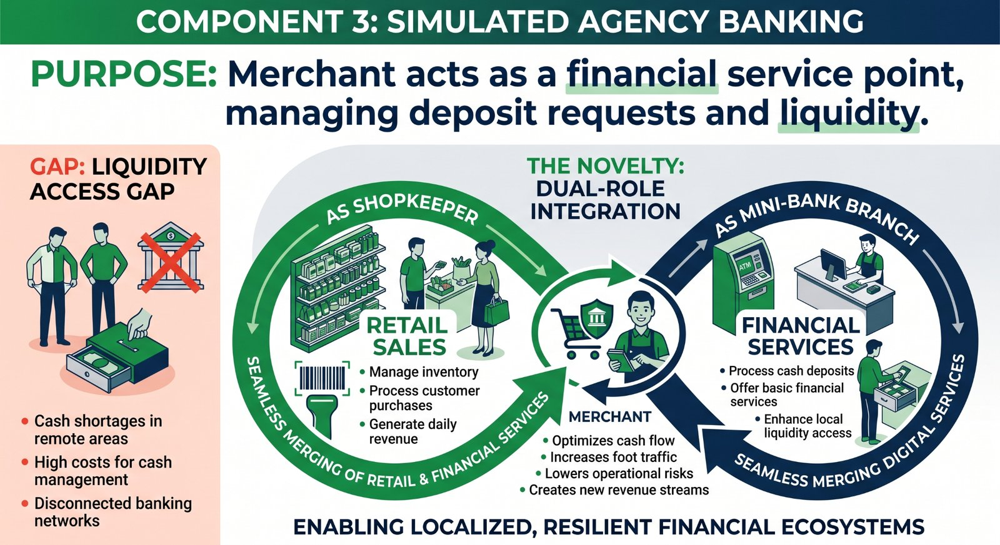 COMPONENT 3: SIMULATED AGENCY BANKING
PURPOSE: Merchant acts as a financial service point,
managing deposit requests and liquidity.
GAP: LIQUIDITY
ACCESS GAP
$
• Cash shortages in
remote areas
• High costs for cash
management
• Disconnected banking
networks
THE NOVELTY:
DUAL-ROLE
INTEGRATION
AS SHOPKEEPER
RETAIL
SALES
• Manage inventory
• Process customer
purchases
• Generate daily
revenue
SEAMLESS MERGING OF RETAIL & FINANCIAL SERVICES
MERCHANT
• Optimizes cash flow
• Increases foot traffic
• Lowers operational risks
• Creates new revenue streams
AS MINI-BANK BRANCH
ATM
FINANCIAL
SERVICES
• Process cash deposits
• Offer basic financial
services
• Enhance local
liquidity access
SEAMLESS MERGING DIGITAL SERVICES
ENABLING LOCALIZED, RESILIENT FINANCIAL ECOSYSTEMS